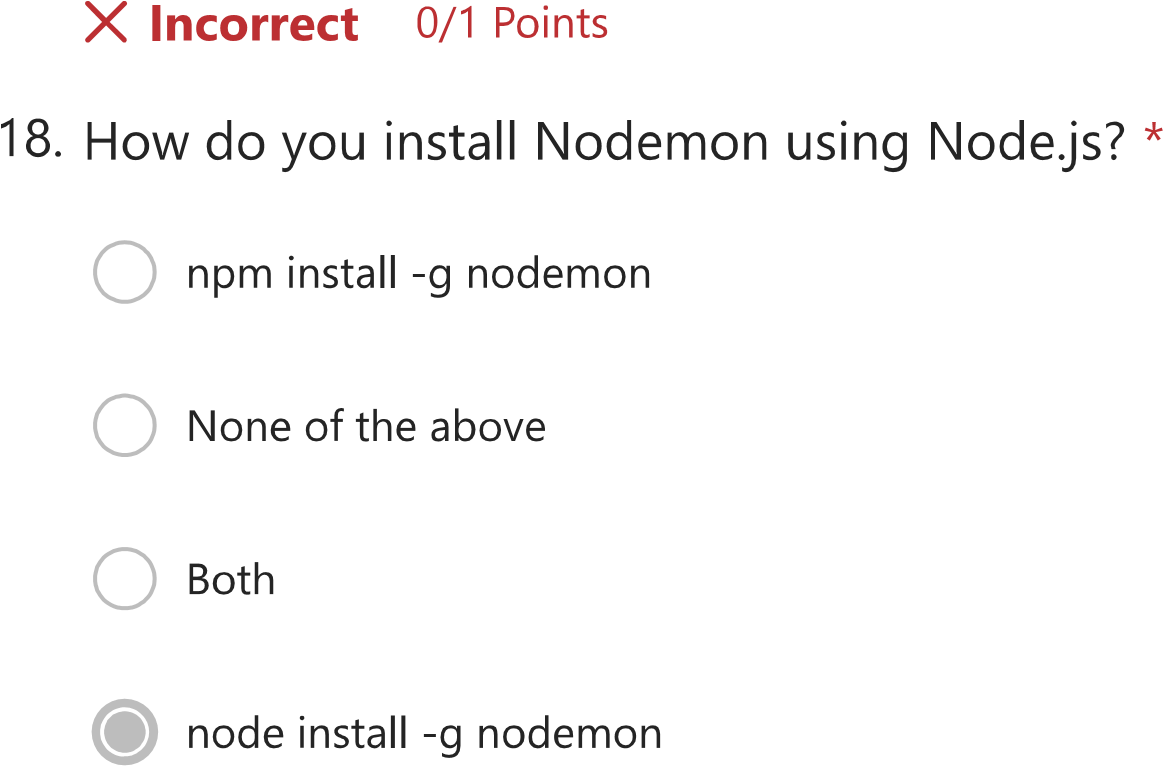 Incorrect 0/1 Points
18. How do you install Nodemon using Node.js? *
npm install -g nodemon
None of the above
Both
node install -g nodemon